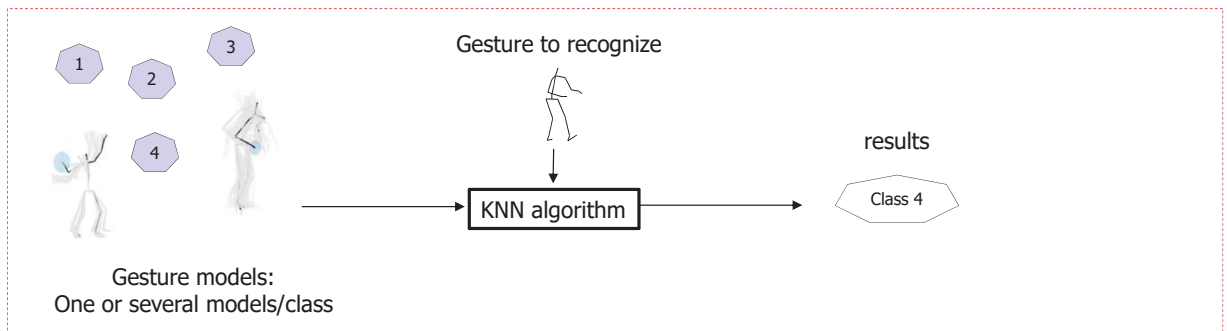 1
2
3
4
Gesture models:
One or several models/class
Gesture to recognize
KNN algorithm
results
Class 4